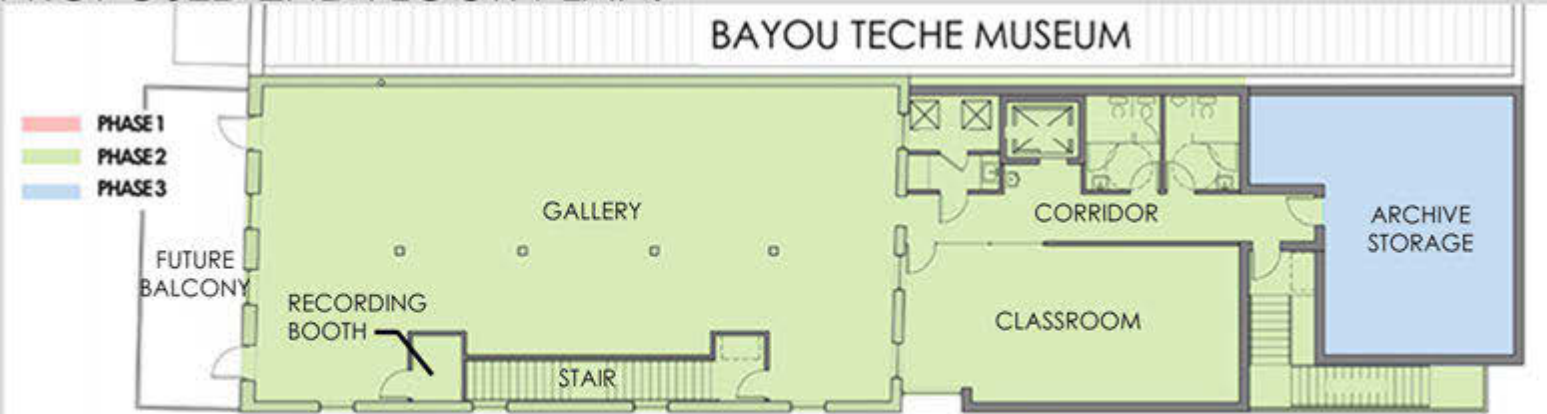 BAYOU TECHE MUSEUM
PHASE 1
PHASE 2
PHASE 3
GALLERY
CORRIDOR
ARCHIVE
STORAGE
FUTURE
BALCONY
RECORDING
BOOTH
CLASSROOM
STAIR